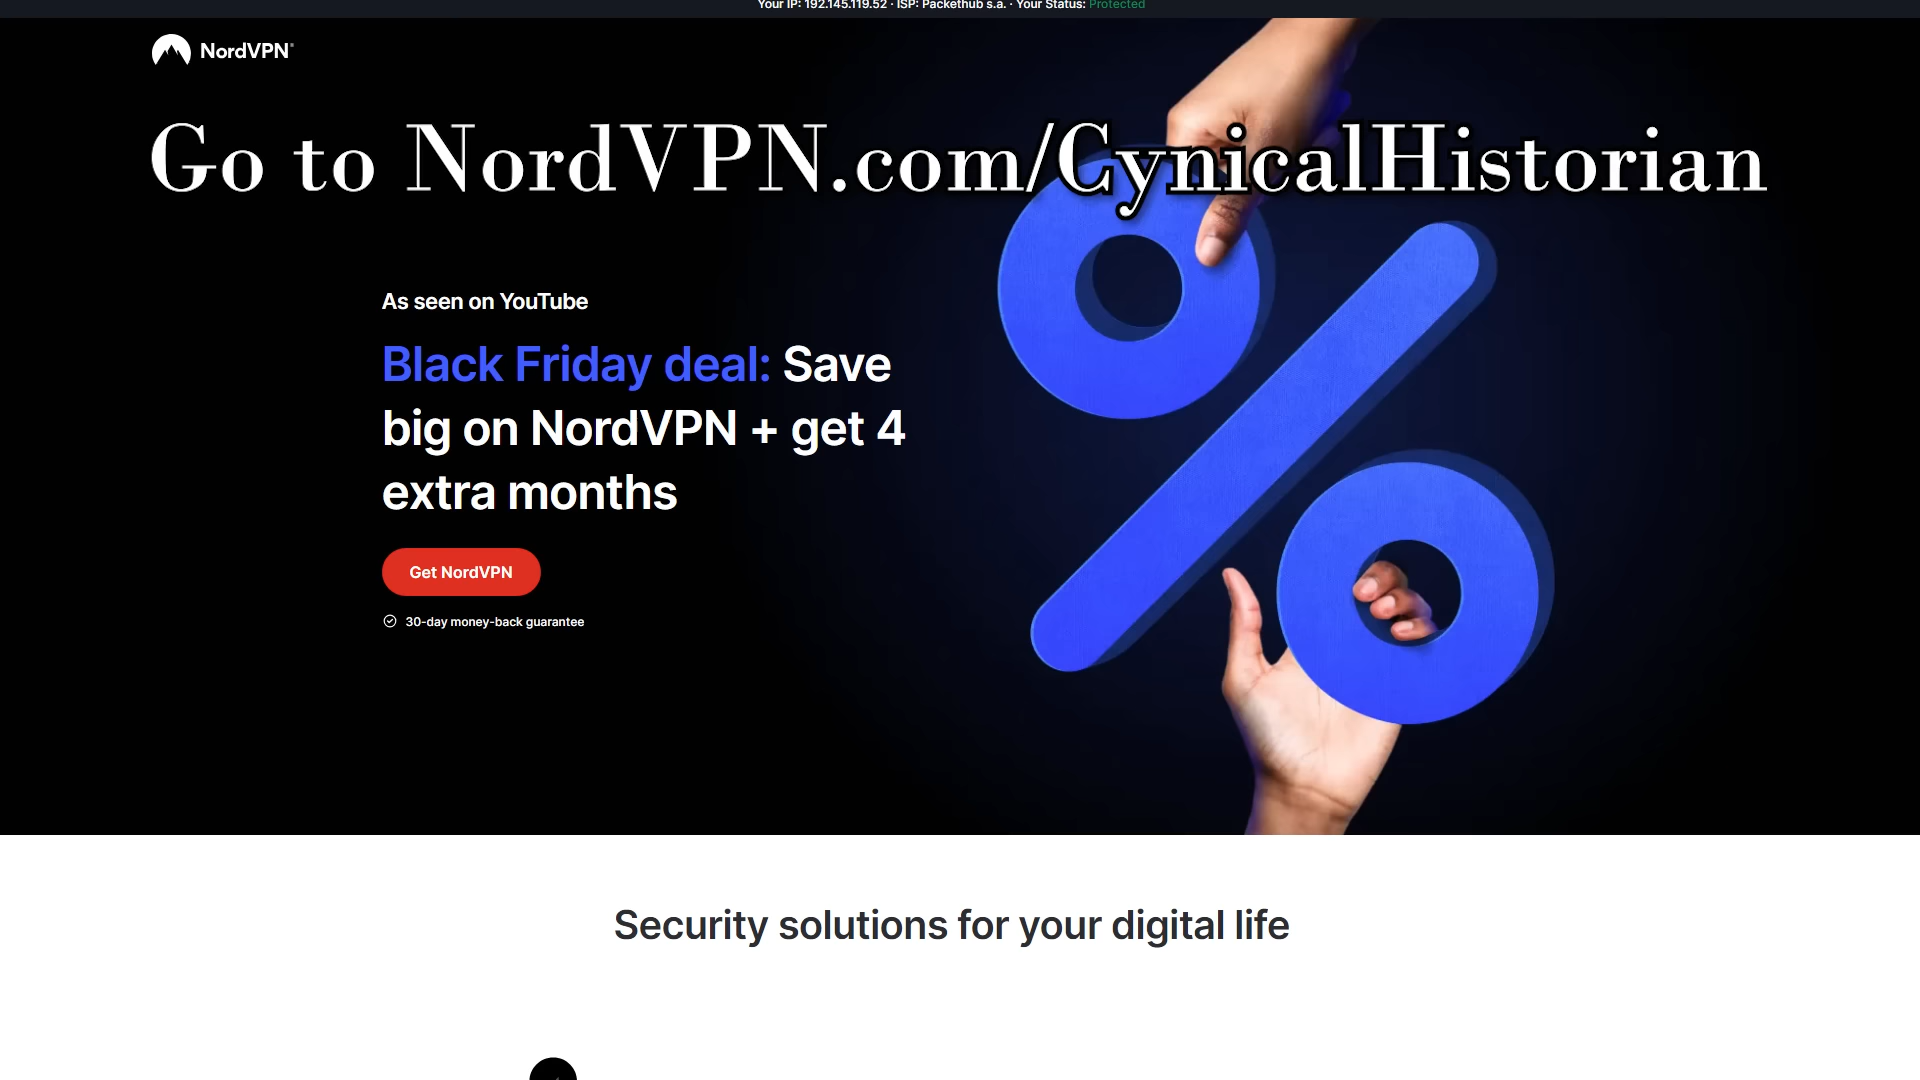 Your IP: 192.145.119.52 · ISP: Packethub s.a. · Your Status: Protected
NordVPN®
Go to NordVPN.com/CynicalHistorian
As seen on YouTube
Black Friday deal: Save
big on NordVPN + get 4
extra months
Get NordVPN
30-day money-back guarantee
Security solutions for your digital life